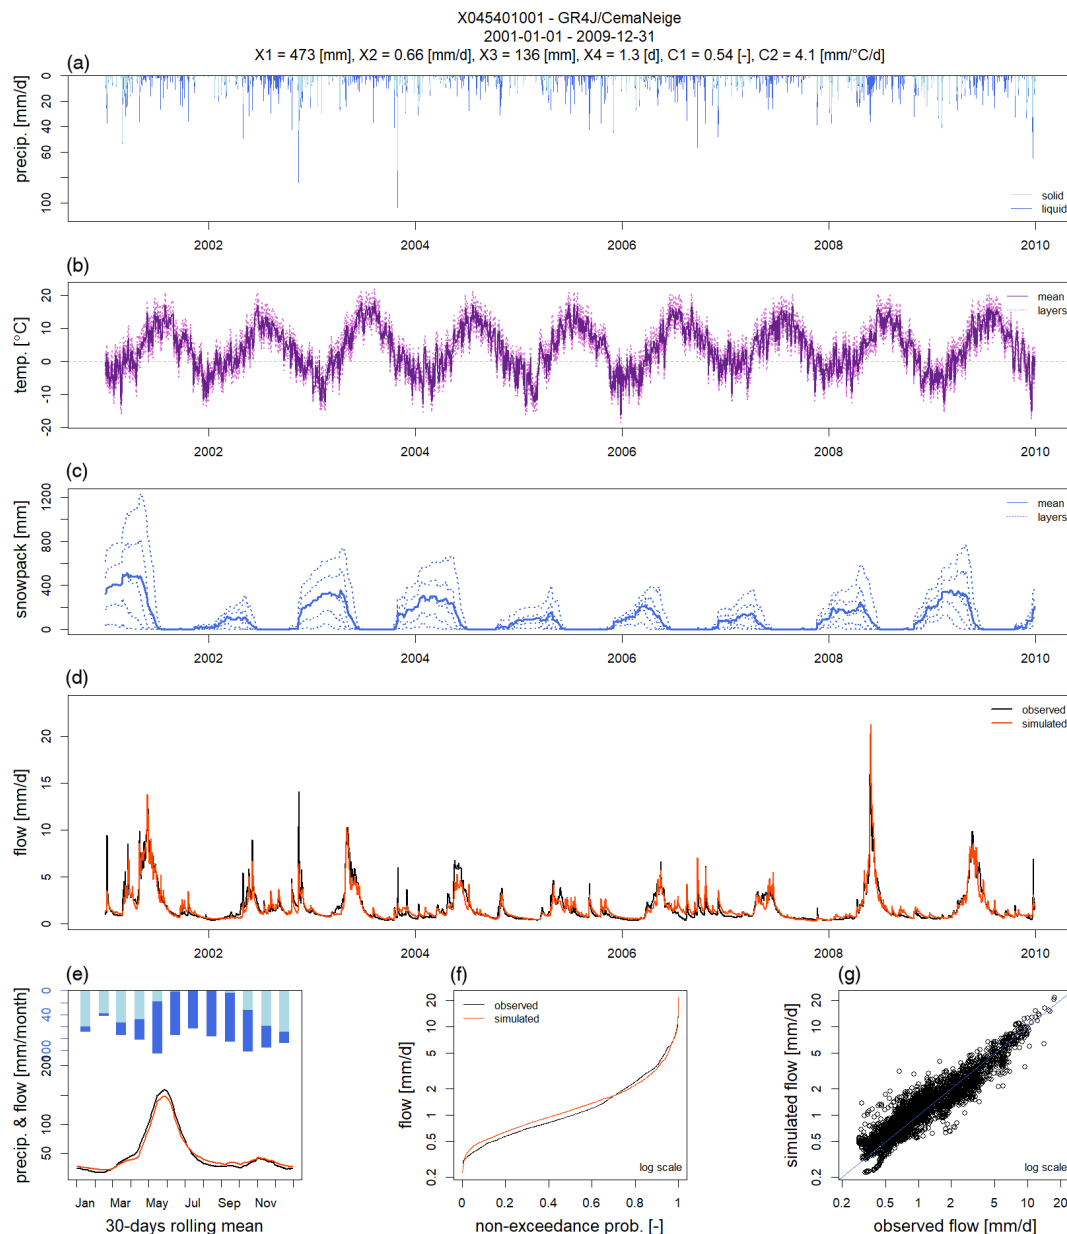 X045401001 - GR4J/CemaNeige
2001-01-01 - 2009-12-31
X1 = 473 [mm], X2 = 0.66 [mm/d], X3 = 136 [mm], X4 = 1.3 [d], C1 = 0.54 [-], C2 = 4.1 [mm/°C/d]
(a)
precip. [mm/d]
0
20
40
60
100
solid
liquid
2002 2004 2006 2008 2010
(b)
temp. [°C]
20
10
0
-10
-20
mean
layers
2002 2004 2006 2008 2010
(c)
snowpack [mm]
1200
800
400
0
mean
layers
2002 2004 2006 2008 2010
(d)
flow [mm/d]
20
15
10
5
0
observed
simulated
2002 2004 2006 2008 2010
(e)
precip. & flow [mm/month]
0
40
100
50
Jan Mar May Jul Sep Nov
30-days rolling mean
(f)
flow [mm/d]
20
10
5
2
1
0.5
0.2
observed
simulated
log scale
0 0.2 0.4 0.6 0.8 1
non-exceedance prob. [-]
(g)
simulated flow [mm/d]
20
10
5
2
1
0.5
0.2
log scale
0.2 0.5 1 2 5 10 20
observed flow [mm/d]